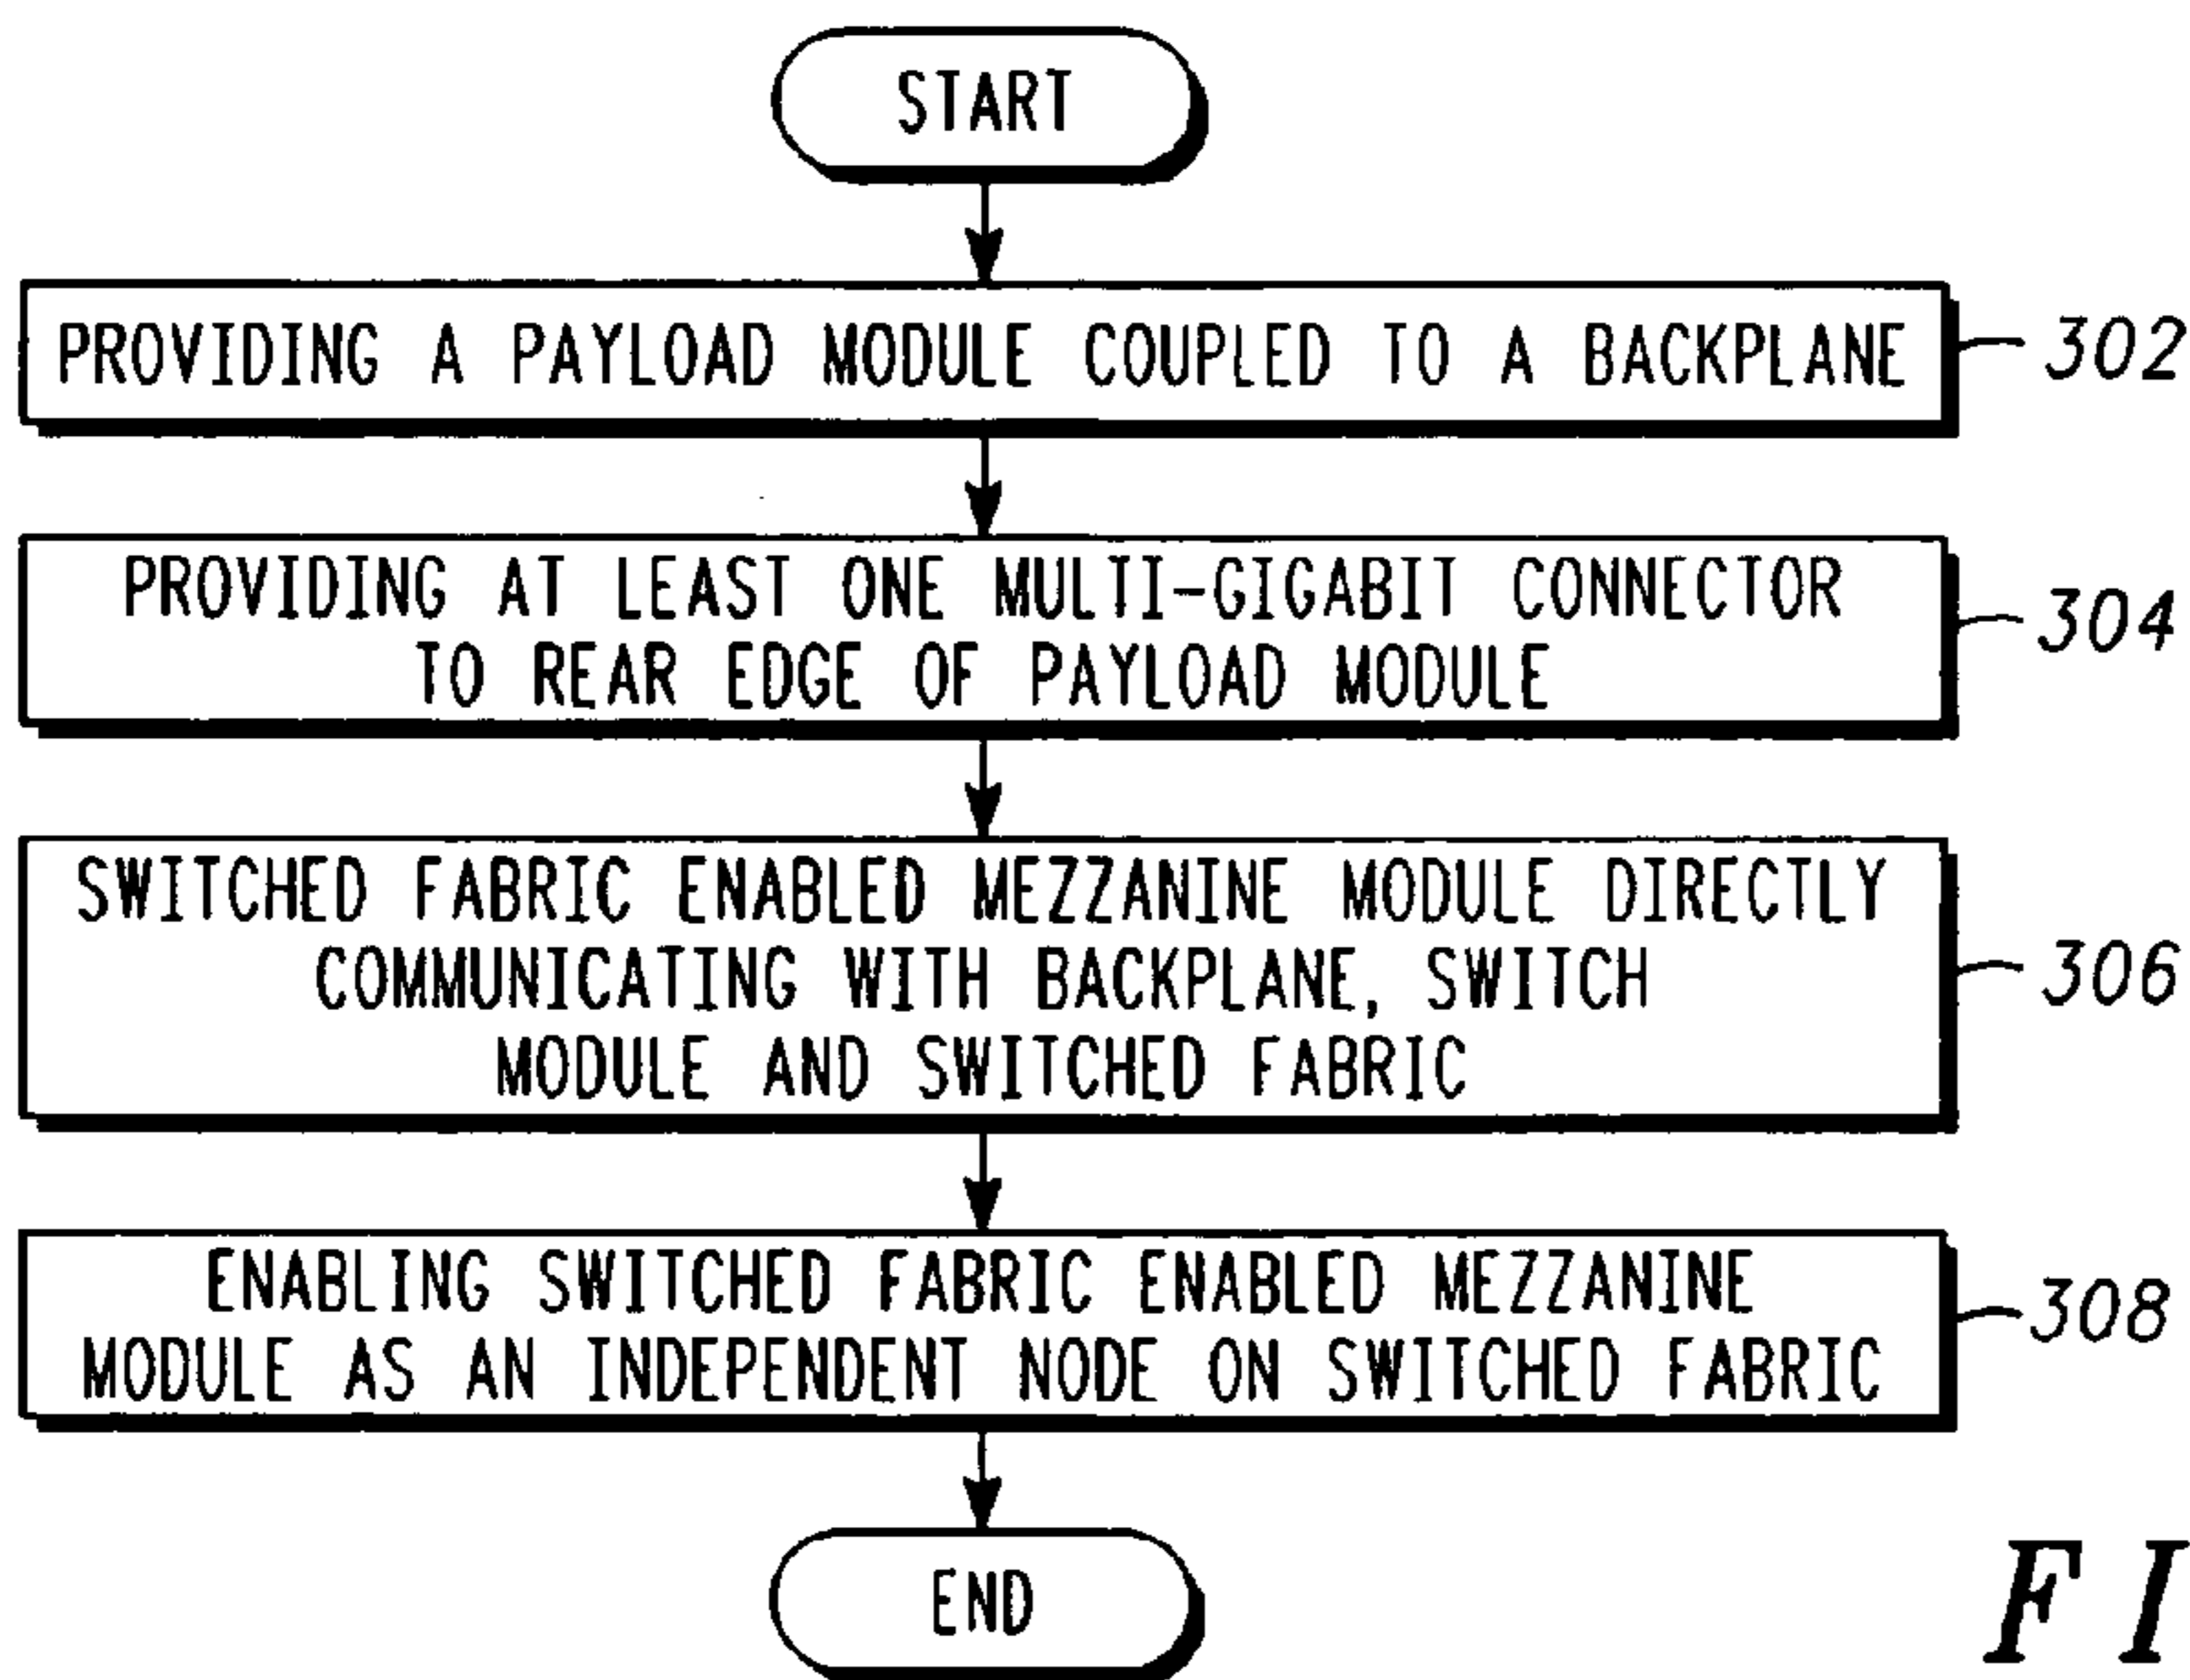 START
PROVIDING A PAYLOAD MODULE COUPLED TO A BACKPLANE
302
PROVIDING AT LEAST ONE MULTI-GIGABIT CONNECTOR
TO REAR EDGE OF PAYLOAD MODULE
304
SWITCHED FABRIC ENABLED MEZZANINE MODULE DIRECTLY
COMMUNICATING WITH BACKPLANE, SWITCH
MODULE AND SWITCHED FABRIC
306
ENABLING SWITCHED FABRIC ENABLED MEZZANINE
MODULE AS AN INDEPENDENT NODE ON SWITCHED FABRIC
308
END
FI